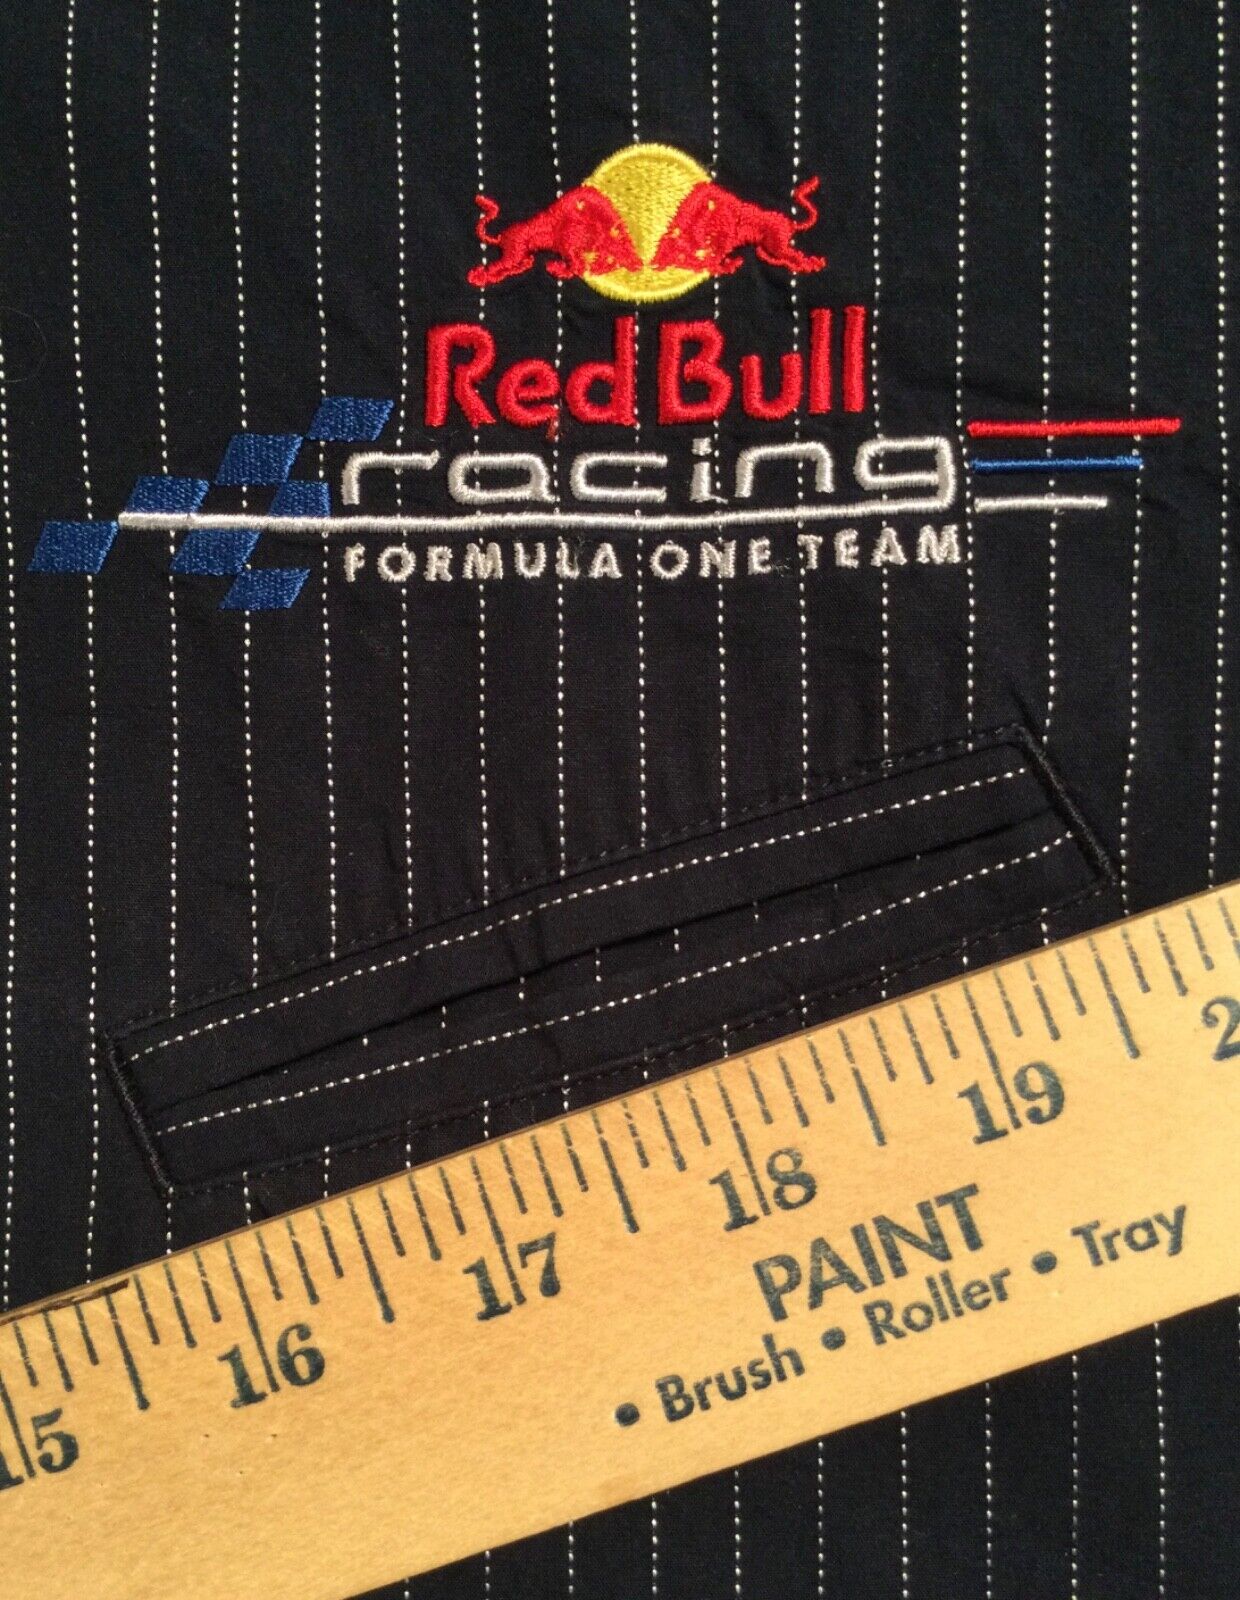 Red Bull
racing
FORMULA ONE TEAM
15 16 17 18 19 2
PAINT
• Brush • Roller • Tray